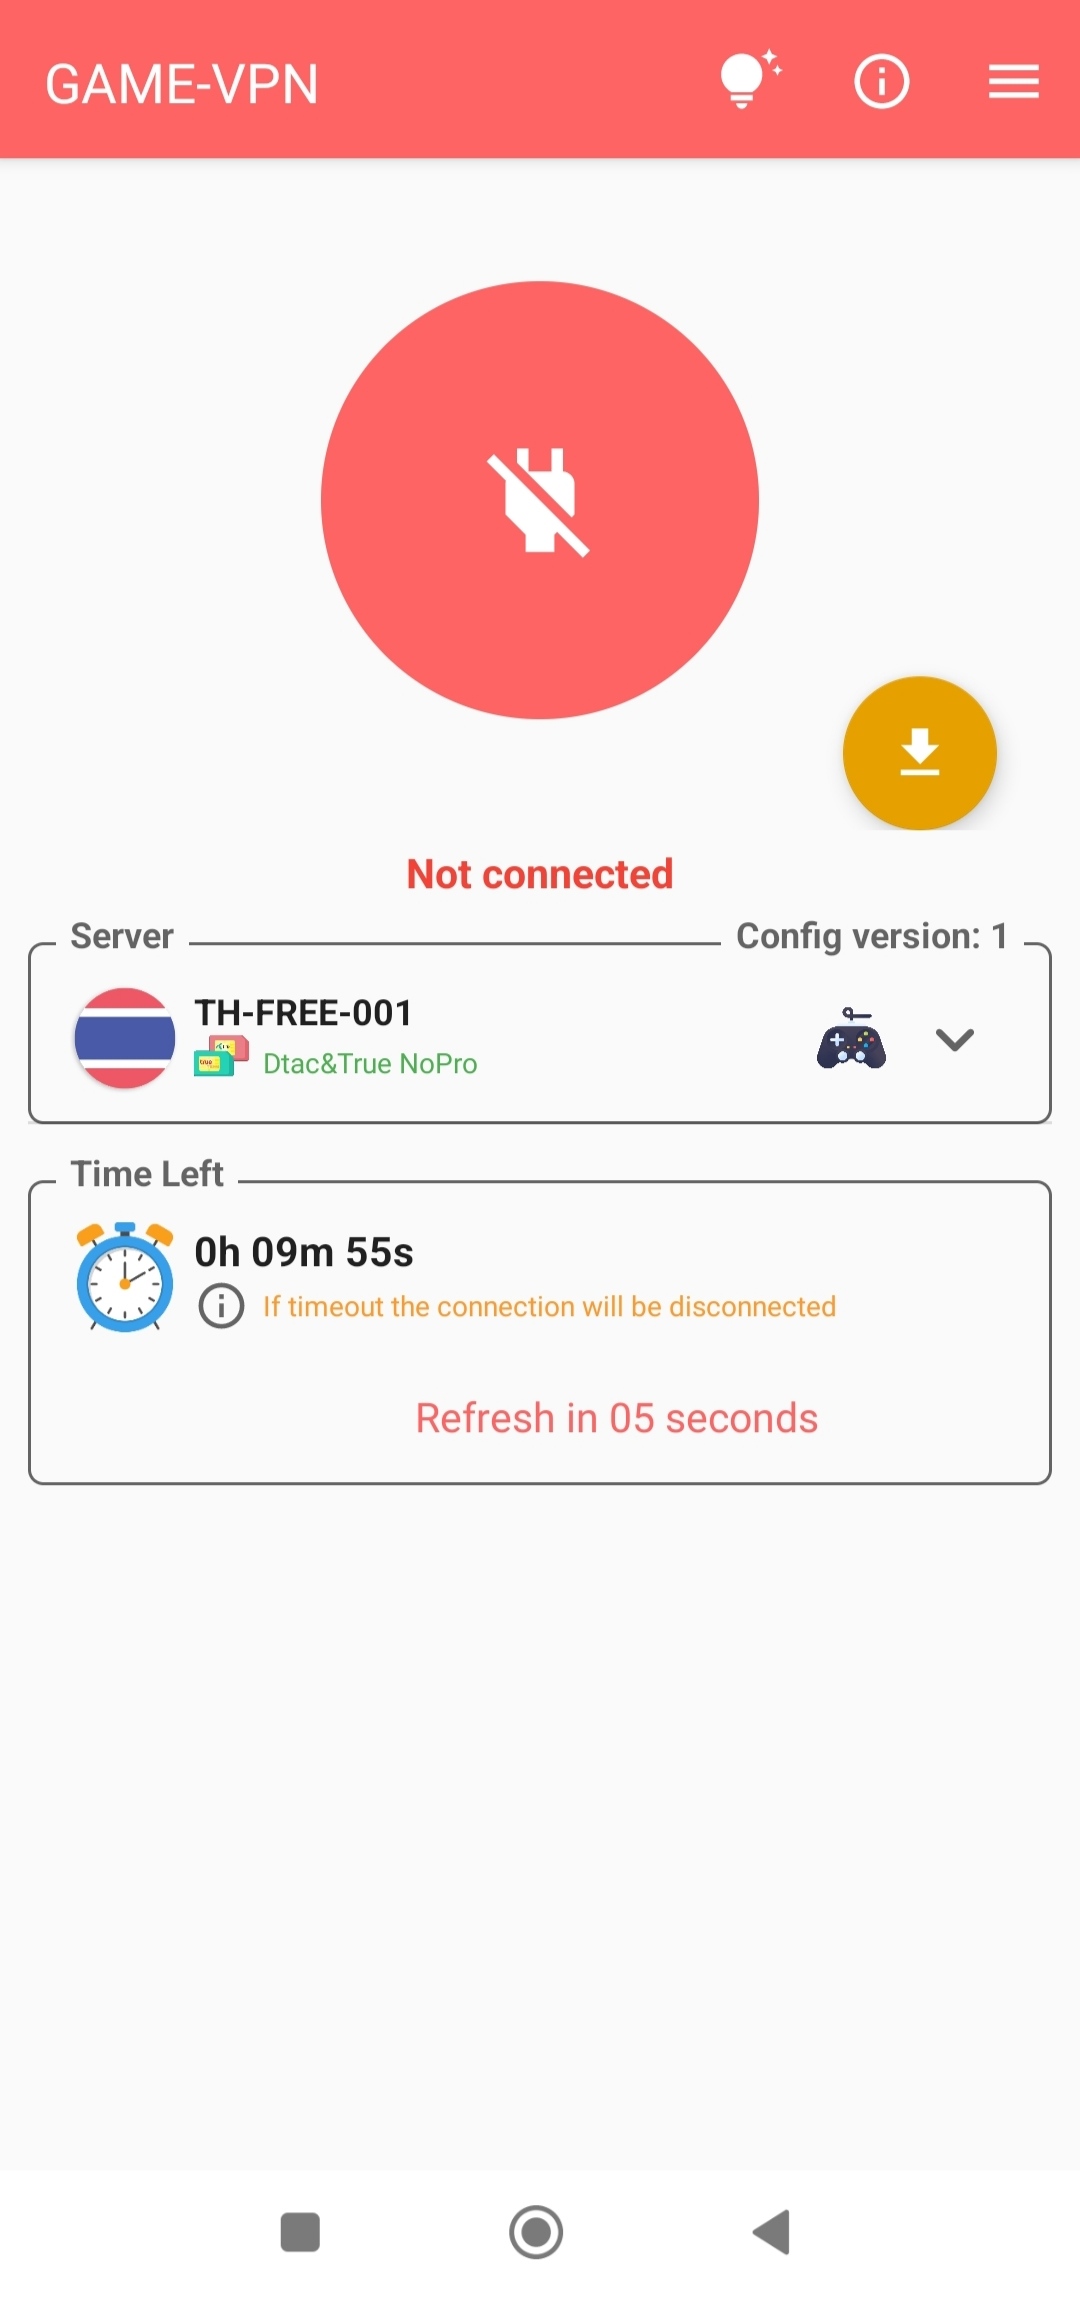 GAME-VPN
Not connected
Server
Config version: 1
TH-FREE-001
Dtac&True NoPro
Time Left
0h 09m 55s
If timeout the connection will be disconnected
Refresh in 05 seconds